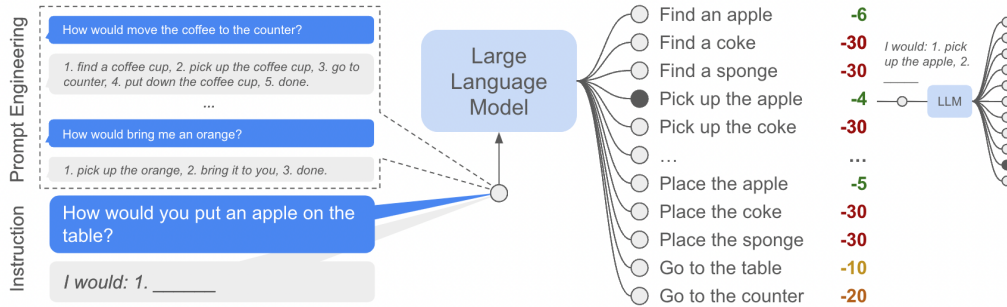 Prompt Engineering
How would move the coffee to the counter?
1. find a coffee cup, 2. pick up the coffee cup, 3. go to
counter, 4. put down the coffee cup, 5. done.
...
How would bring me an orange?
1. pick up the orange, 2. bring it to you, 3. done.
Instruction
How would you put an apple on the
table?
I would: 1. ______
Large
Language
Model
Find an apple -6
Find a coke -30
Find a sponge -30
Pick up the apple -4
Pick up the coke -30
... ...
Place the apple -5
Place the coke -30
Place the sponge -30
Go to the table -10
Go to the counter -20
I would: 1. pick
up the apple, 2.
_____
LLM